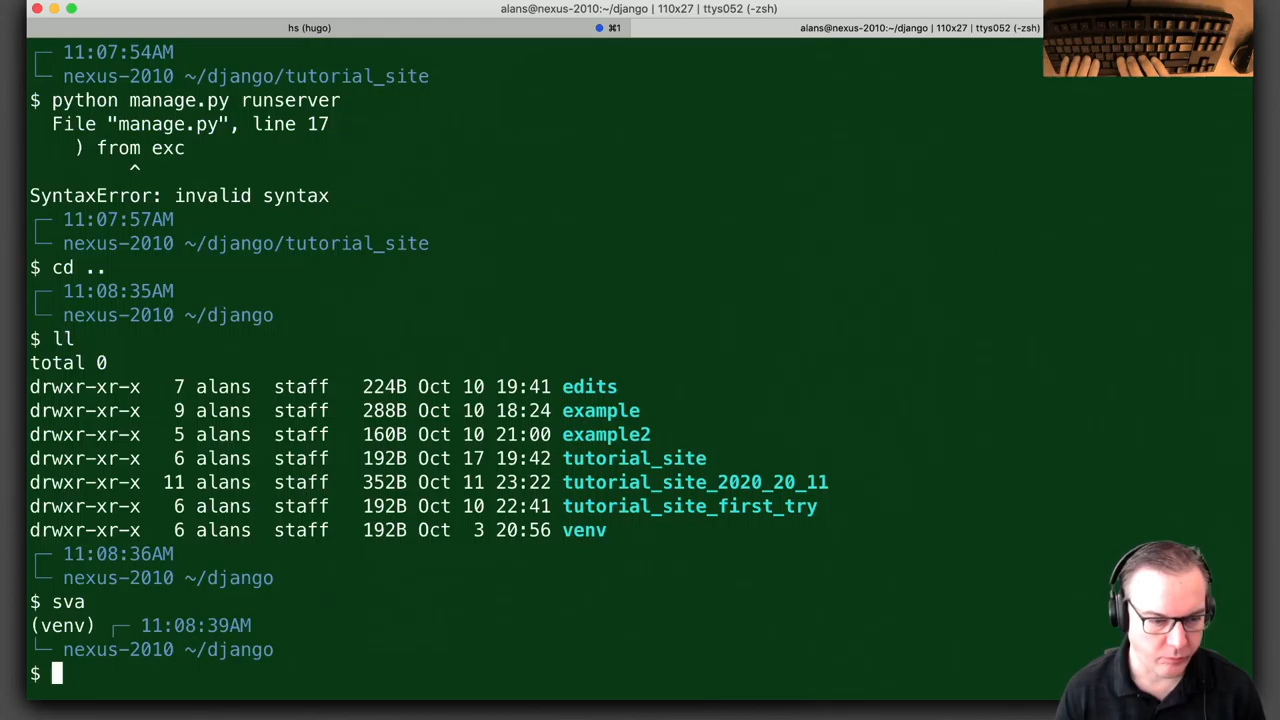 alans@nexus-2010:~/django | 110x27 | ttys052 (-zsh)
hs (hugo) ⌘1 alans@nexus-2010:~/django | 110x27 | ttys052 (-zsh)
11:07:54AM
nexus-2010 ~/django/tutorial_site
$ python manage.py runserver
File "manage.py", line 17
) from exc
^
SyntaxError: invalid syntax
11:07:57AM
nexus-2010 ~/django/tutorial_site
$ cd ..
11:08:35AM
nexus-2010 ~/django
$ ll
total 0
drwxr-xr-x 7 alans staff 224B Oct 10 19:41 edits
drwxr-xr-x 9 alans staff 288B Oct 10 18:24 example
drwxr-xr-x 5 alans staff 160B Oct 10 21:00 example2
drwxr-xr-x 6 alans staff 192B Oct 17 19:42 tutorial_site
drwxr-xr-x 11 alans staff 352B Oct 11 23:22 tutorial_site_2020_20_11
drwxr-xr-x 6 alans staff 192B Oct 10 22:41 tutorial_site_first_try
drwxr-xr-x 6 alans staff 192B Oct 3 20:56 venv
11:08:36AM
nexus-2010 ~/django
$ sva
(venv) 11:08:39AM
nexus-2010 ~/django
$